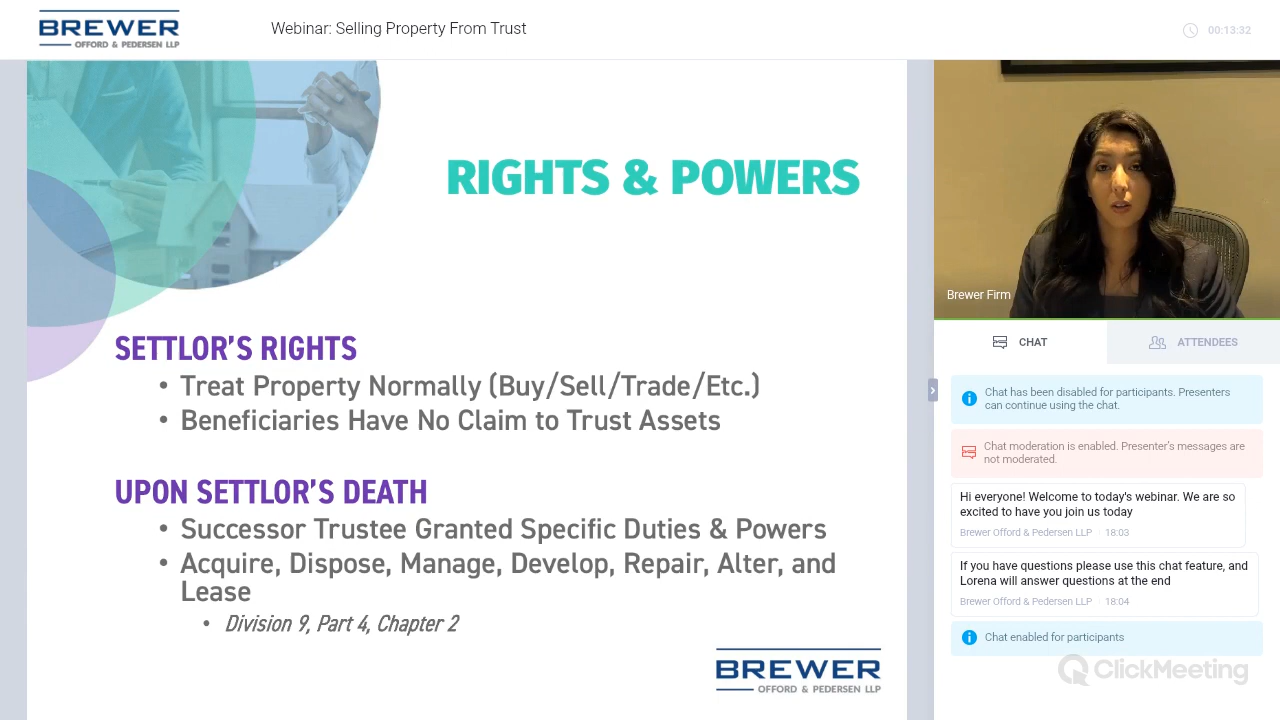 BREWER
OFFORD & PEDERSEN LLP
Webinar: Selling Property From Trust
00:13:32
RIGHTS & POWERS
SETTLOR'S RIGHTS
• Treat Property Normally (Buy/Sell/Trade/Etc.)
• Beneficiaries Have No Claim to Trust Assets
UPON SETTLOR'S DEATH
• Successor Trustee Granted Specific Duties & Powers
• Acquire, Dispose, Manage, Develop, Repair, Alter, and
Lease
• Division 9, Part 4, Chapter 2
BREWER
OFFORD & PEDERSEN LLP
Brewer Firm
CHAT
ATTENDEES
Chat has been disabled for participants. Presenters
can continue using the chat.
Chat moderation is enabled. Presenter's messages are
not moderated.
Hi everyone! Welcome to today's webinar. We are so
excited to have you join us today
Brewer Offord & Pedersen LLP · 18:03
If you have questions please use this chat feature, and
Lorena will answer questions at the end
Brewer Offord & Pedersen LLP · 18:04
Chat enabled for participants
ClickMeeting